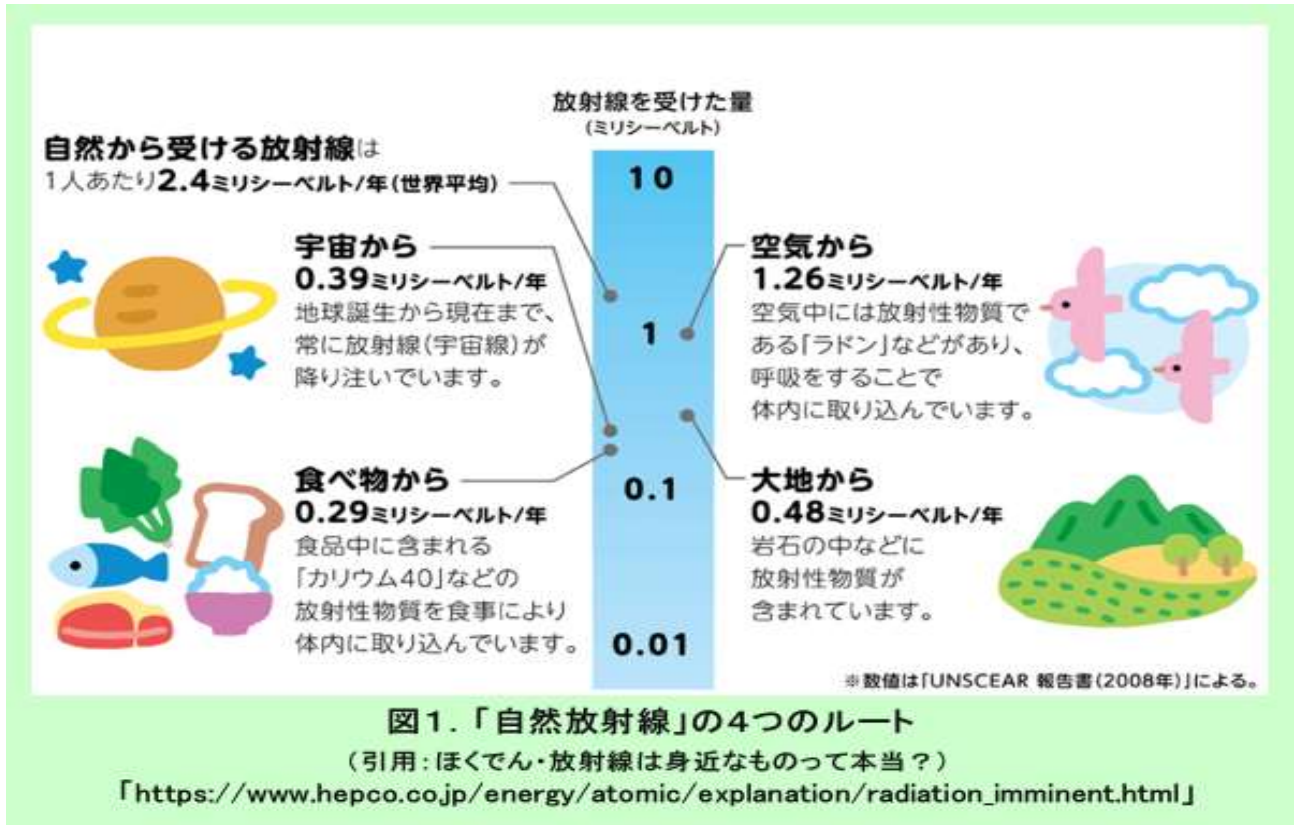 放射線を受けた量
(ミリシーベルト)
自然から受ける放射線は
1人あたり2.4ミリシーベルト/年(世界平均)
10
1
0.1
0.01
宇宙から
0.39ミリシーベルト/年
地球誕生から現在まで、
常に放射線(宇宙線)が
降り注いでいます。
空気から
1.26ミリシーベルト/年
空気中には放射性物質で
ある「ラドン」などがあり、
呼吸をすることで
体内に取り込んでいます。
食べ物から
0.29ミリシーベルト/年
食品中に含まれる
「カリウム40」などの
放射性物質を食事により
体内に取り込んでいます。
大地から
0.48ミリシーベルト/年
岩石の中などに
放射性物質が
含まれています。
※数値は「UNSCEAR 報告書(2008年)」による。
図1.「自然放射線」の4つのルート
(引用:ほくでん・放射線は身近なものって本当?)
「https://www.hepco.co.jp/energy/atomic/explanation/radiation_imminent.html」